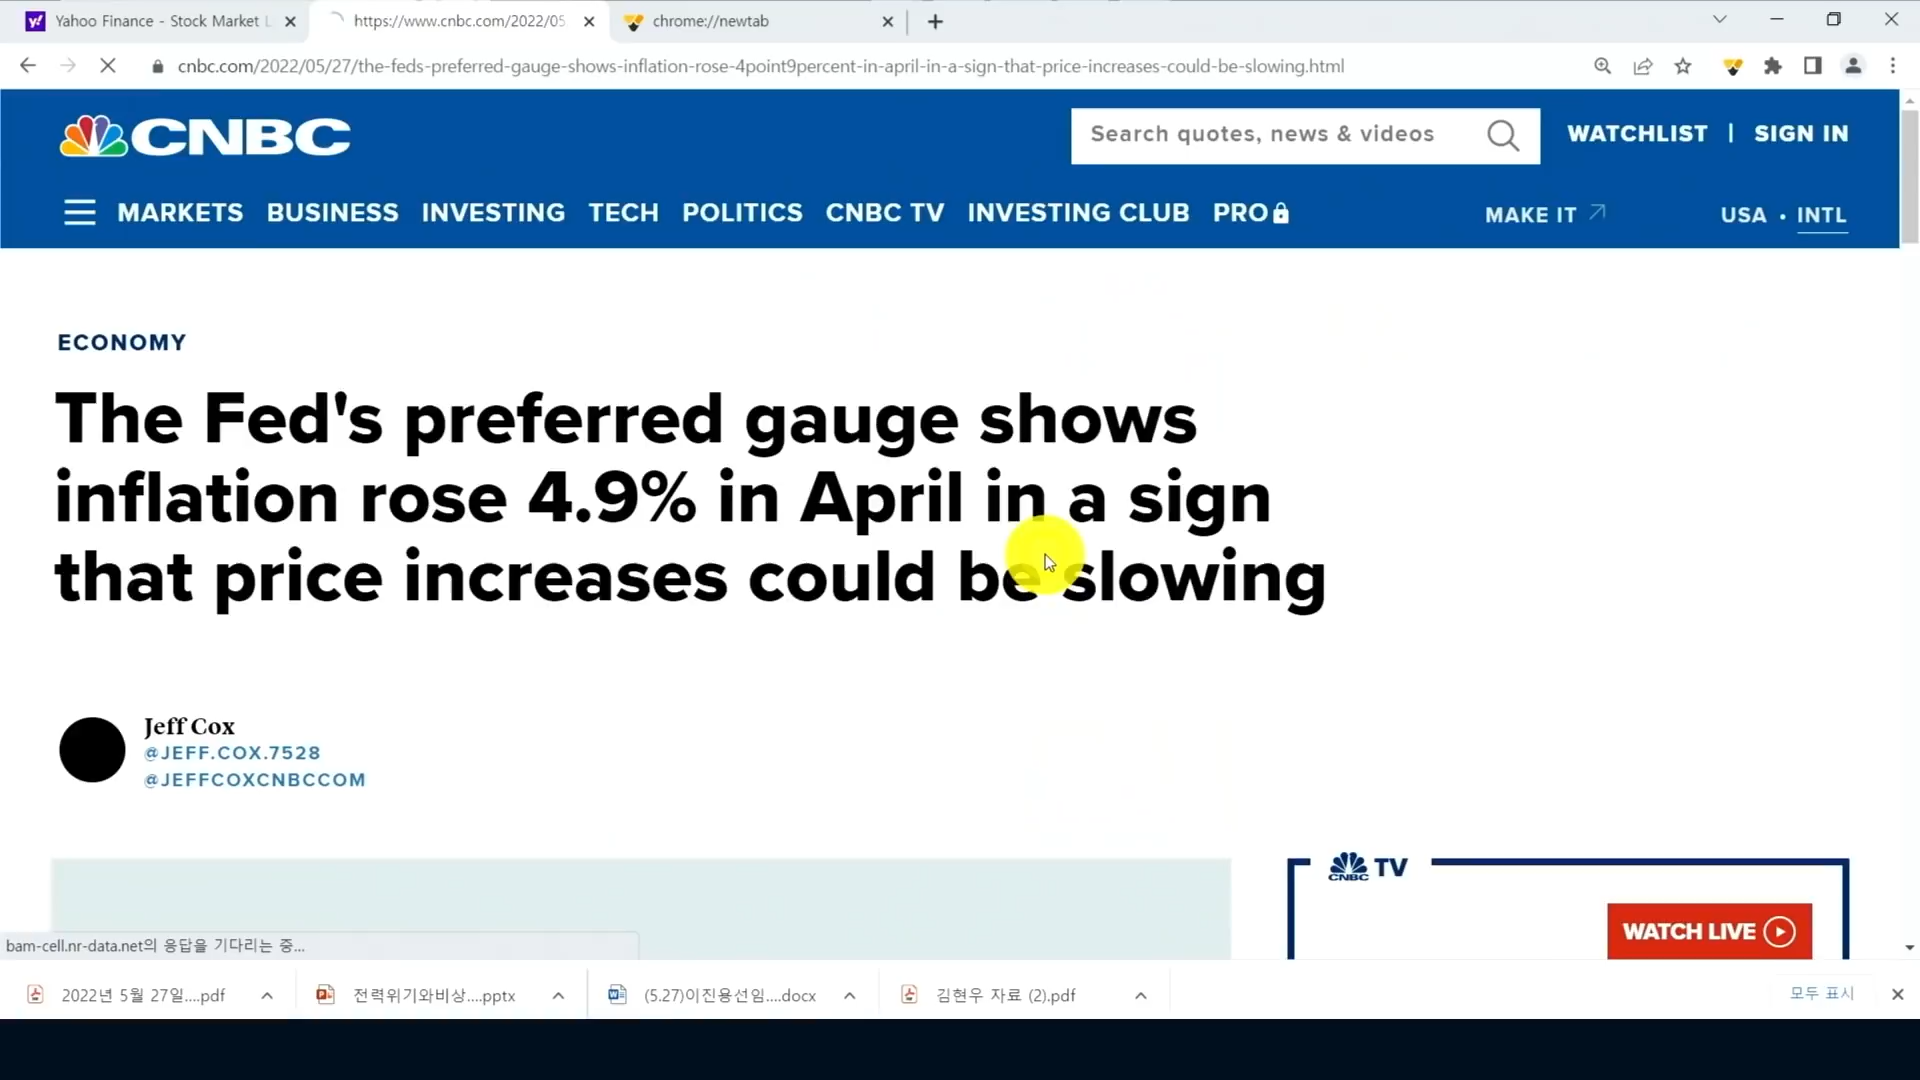 Yahoo Finance - Stock Market L
https://www.cnbc.com/2022/05
chrome://newtab
cnbc.com/2022/05/27/the-feds-preferred-gauge-shows-inflation-rose-4point9percent-in-april-in-a-sign-that-price-increases-could-be-slowing.html
CNBC
Search quotes, news & videos
WATCHLIST | SIGN IN
MARKETS BUSINESS INVESTING TECH POLITICS CNBC TV INVESTING CLUB PRO
MAKE IT
USA • INTL
ECONOMY
The Fed's preferred gauge shows
inflation rose 4.9% in April in a sign
that price increases could be slowing
Jeff Cox
@JEFF.COX.7528
@JEFFCOXCNBCCOM
CNBC TV
WATCH LIVE
bam-cell.nr-data.net의 응답을 기다리는 중...
2022년 5월 27일....pdf
전력위기와비상....pptx
(5.27)이진용선임....docx
김현우 자료 (2).pdf
모두 표시